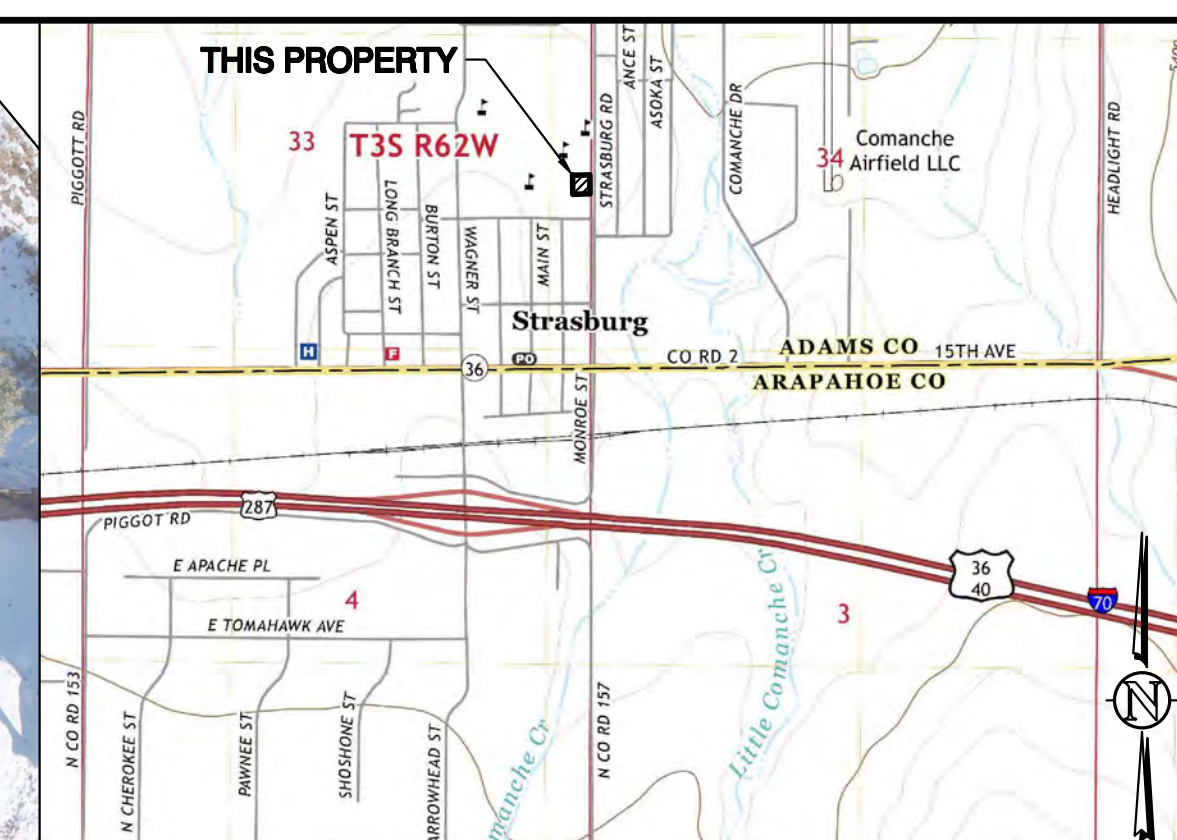 THIS PROPERTY
PIGGOTT RD
33
T3S R62W
STRASBURG RD
ANCE ST
ASOKA ST
COMANCHE DR
34
Comanche
Airfield LLC
HEADLIGHT RD
ASPEN ST
LONG BRANCH ST
BURTON ST
WAGNER ST
MAIN ST
Strasburg
H
F
36
PO
CO RD 2
ADAMS CO
15TH AVE
ARAPAHOE CO
MONROE ST
287
PIGGOT RD
E APACHE PL
4
E TOMAHAWK AVE
36
40
70
3
N CO RD 153
N CHEROKEE ST
PAWNEE ST
SHOSHONE ST
ARROWHEAD ST
manche Cr
N CO RD 157
Little Comanche Cr
N